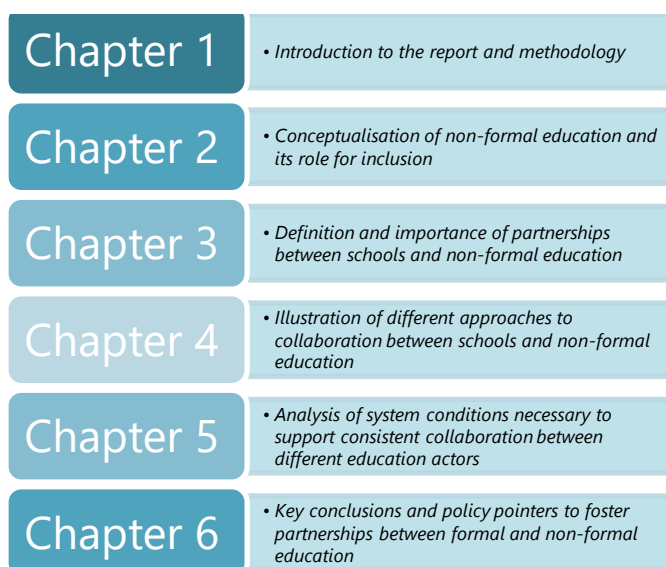 Chapter 1
• Introduction to the report and methodology
Chapter 2
• Conceptualisation of non-formal education and
its role for inclusion
Chapter 3
• Definition and importance of partnerships
between schools and non-formal education
Chapter 4
• Illustration of different approaches to
collaboration between schools and non-formal
education
Chapter 5
• Analysis of system conditions necessary to
support consistent collaboration between
different education actors
Chapter 6
• Key conclusions and policy pointers to foster
partnerships between formal and non-formal
education